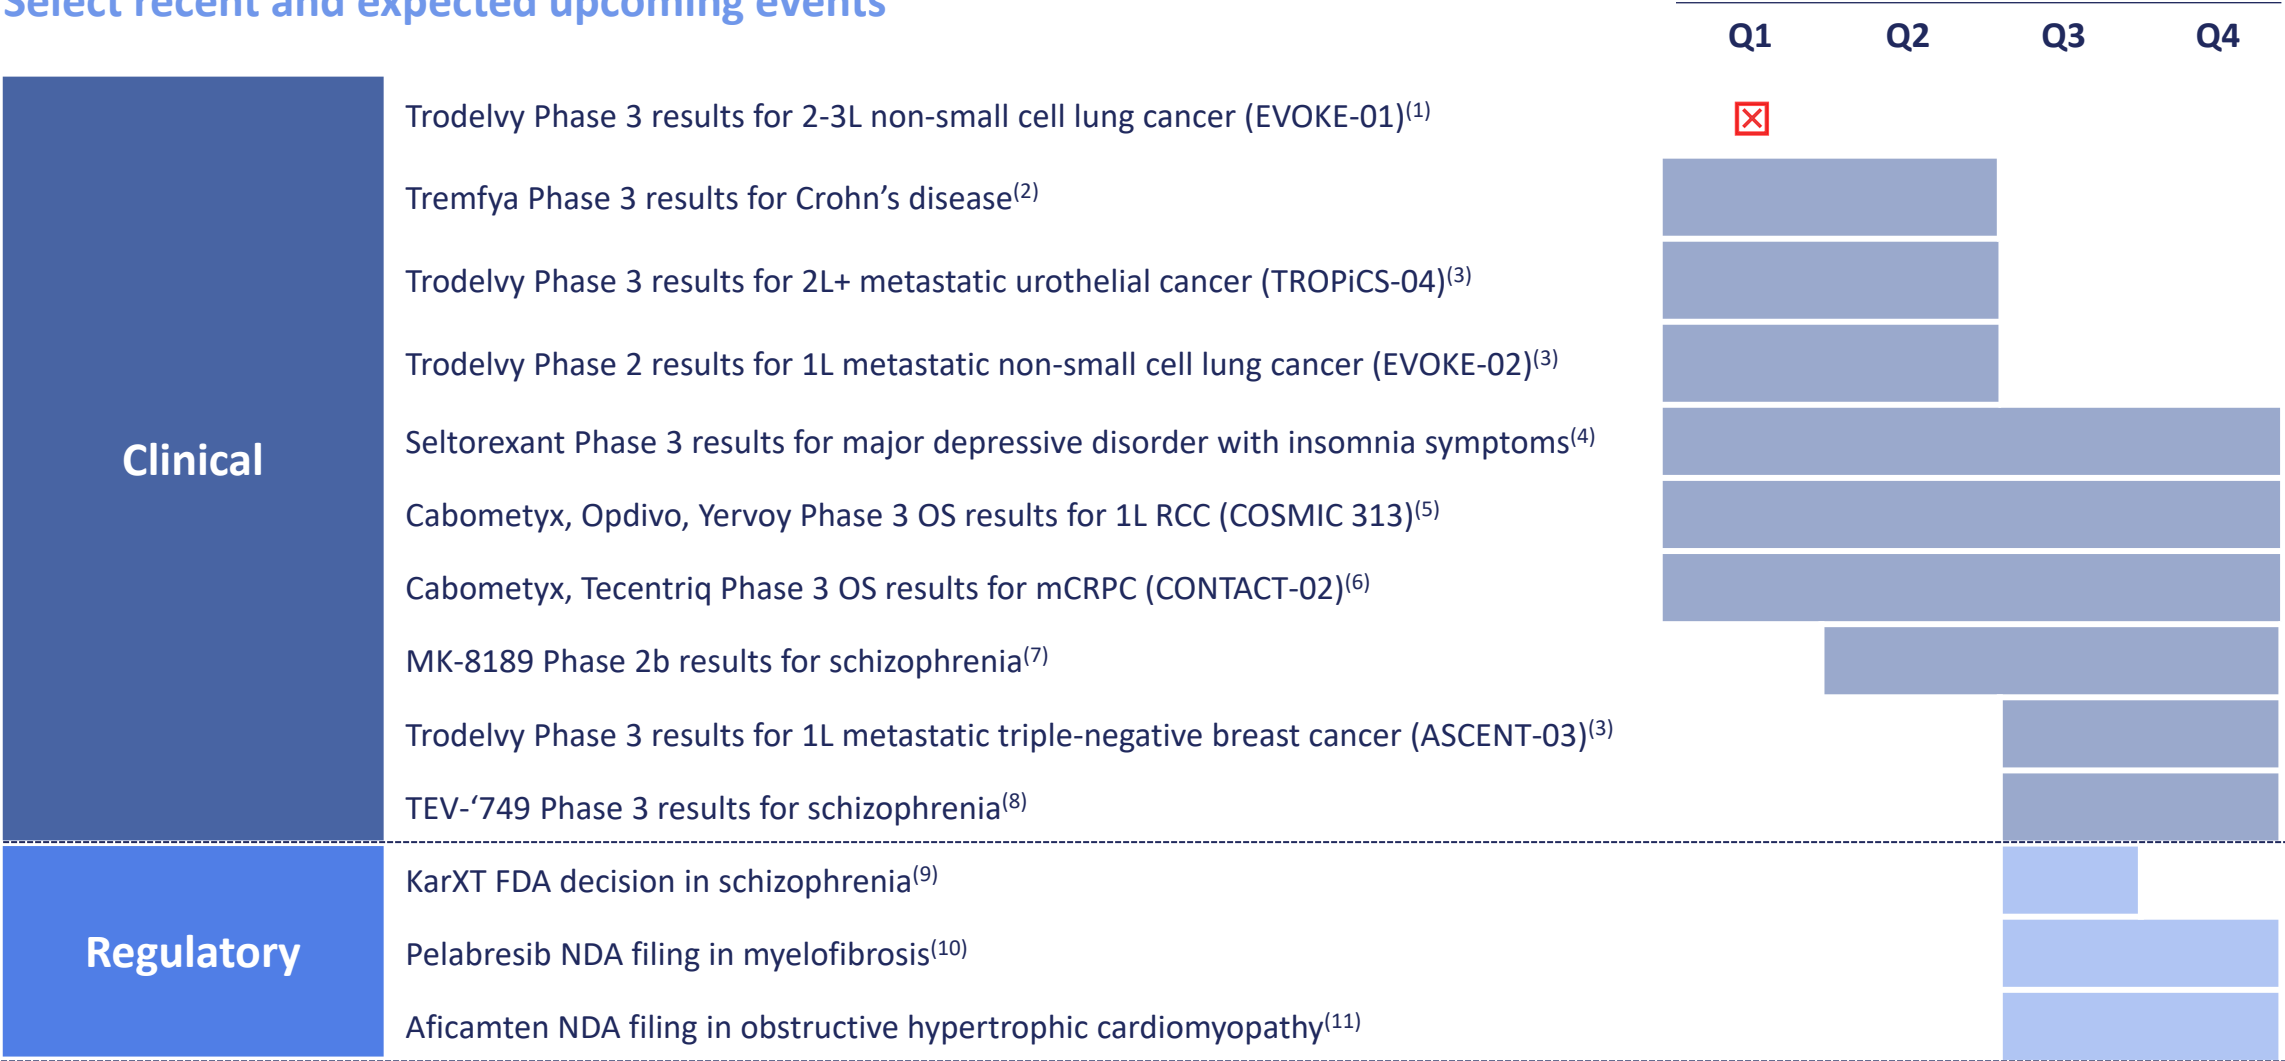 Select recent and expected upcoming events
Q1 Q2 Q3 Q4
Clinical
Trodelvy Phase 3 results for 2-3L non-small cell lung cancer (EVOKE-01)(1)
Tremfya Phase 3 results for Crohn’s disease(2)
Trodelvy Phase 3 results for 2L+ metastatic urothelial cancer (TROPiCS-04)(3)
Trodelvy Phase 2 results for 1L metastatic non-small cell lung cancer (EVOKE-02)(3)
Seltorexant Phase 3 results for major depressive disorder with insomnia symptoms(4)
Cabometyx, Opdivo, Yervoy Phase 3 OS results for 1L RCC (COSMIC 313)(5)
Cabometyx, Tecentriq Phase 3 OS results for mCRPC (CONTACT-02)(6)
MK-8189 Phase 2b results for schizophrenia(7)
Trodelvy Phase 3 results for 1L metastatic triple-negative breast cancer (ASCENT-03)(3)
TEV-‘749 Phase 3 results for schizophrenia(8)
Regulatory
KarXT FDA decision in schizophrenia(9)
Pelabresib NDA filing in myelofibrosis(10)
Aficamten NDA filing in obstructive hypertrophic cardiomyopathy(11)